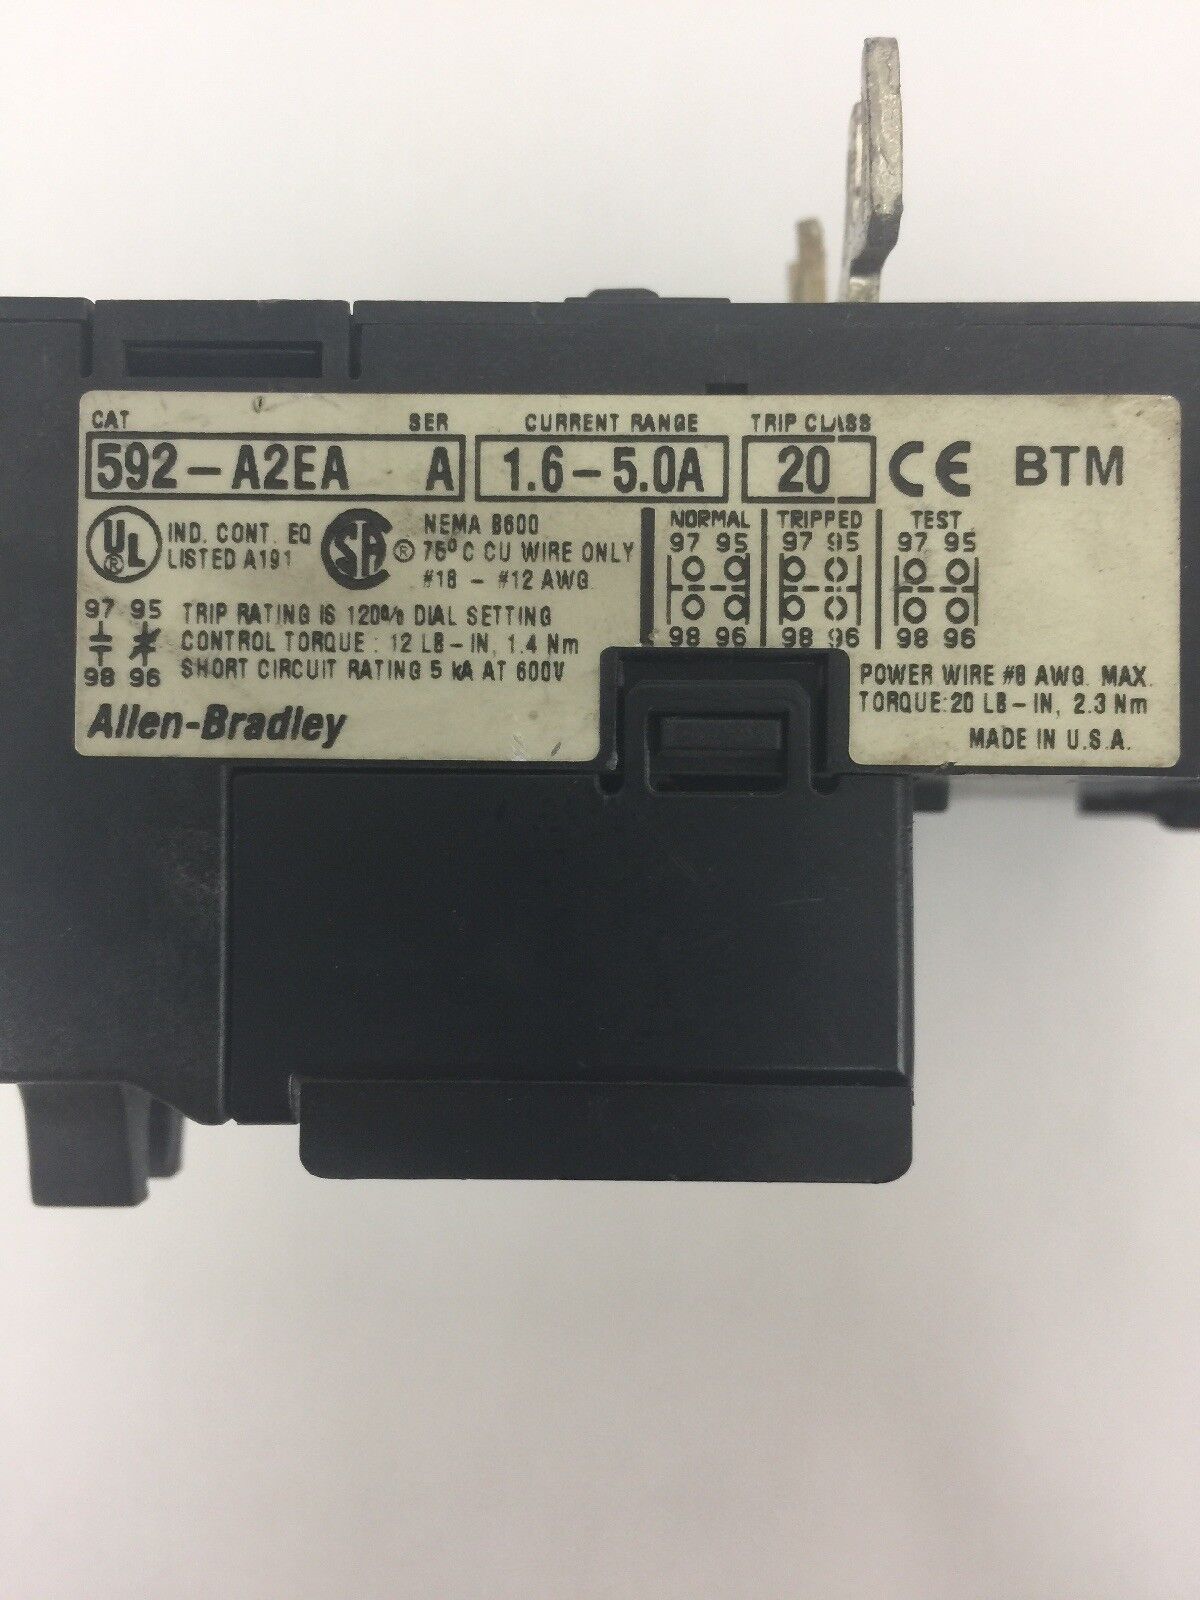 CAT SER CURRENT RANGE TRIP CLASS
592-A2EA A 1.6-5.0A 20 CE BTM
UL ® IND. CONT. EQ
LISTED A191
SA ® NEMA B600
75° C CU WIRE ONLY
#18 - #12 AWG.
NORMAL TRIPPED TEST
97 95 97 95 97 95
98 96 98 96 98 96
97 95
98 96
TRIP RATING IS 120% DIAL SETTING
CONTROL TORQUE: 12 LB-IN, 1.4 Nm
SHORT CIRCUIT RATING 5 kA AT 600V
Allen-Bradley
POWER WIRE #8 AWG. MAX.
TORQUE: 20 LB-IN, 2.3 Nm
MADE IN U.S.A.